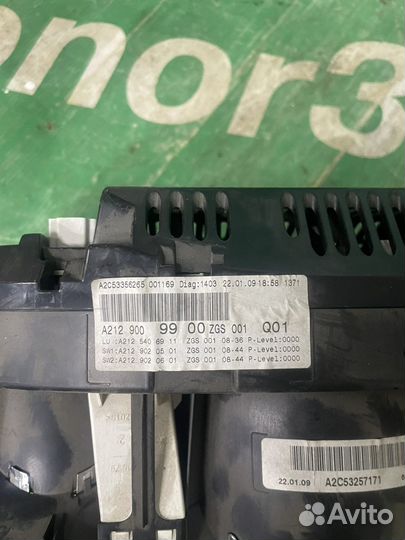 onor3
A2C53356265 001169 Diag:1403 22.01.09 18:58 1371
A212 900 99 00 ZGS 001 Q01
LU :A212 540 69 11 ZGS 001 08-36 P-Level:0000
SW1:A212 902 05 01 ZGS 001 08-44 P-Level:0000
SW2:A212 902 06 01 ZGS 001 08-44 P-Level:0000
22.01.09 A2C53257171
Avito